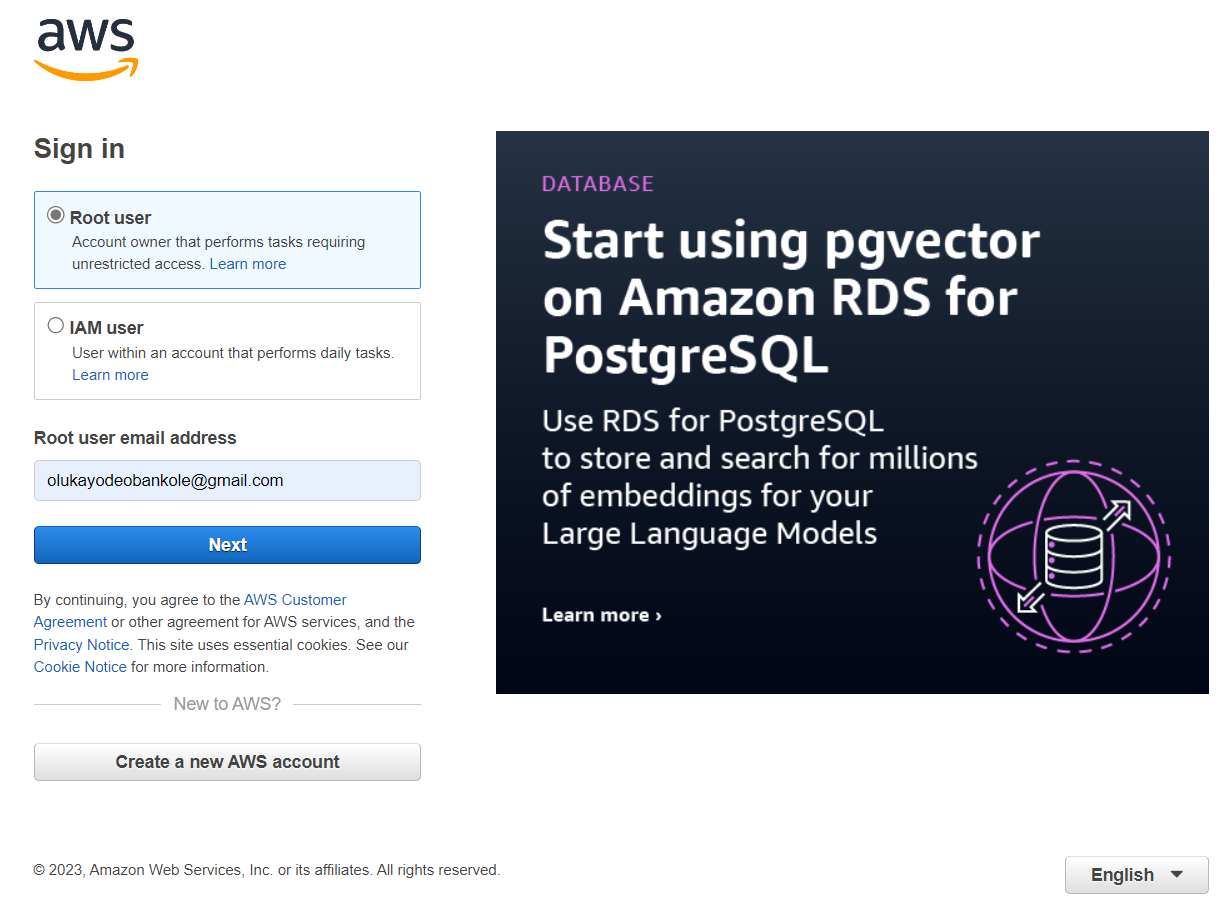 aws
Sign in
Root user
Account owner that performs tasks requiring
unrestricted access. Learn more
IAM user
User within an account that performs daily tasks.
Learn more
Root user email address
olukayodeobankole@gmail.com
Next
By continuing, you agree to the AWS Customer
Agreement or other agreement for AWS services, and the
Privacy Notice. This site uses essential cookies. See our
Cookie Notice for more information.
New to AWS?
Create a new AWS account
DATABASE
Start using pgvector
on Amazon RDS for
PostgreSQL
Use RDS for PostgreSQL
to store and search for millions
of embeddings for your
Large Language Models
Learn more ›
© 2023, Amazon Web Services, Inc. or its affiliates. All rights reserved.
English